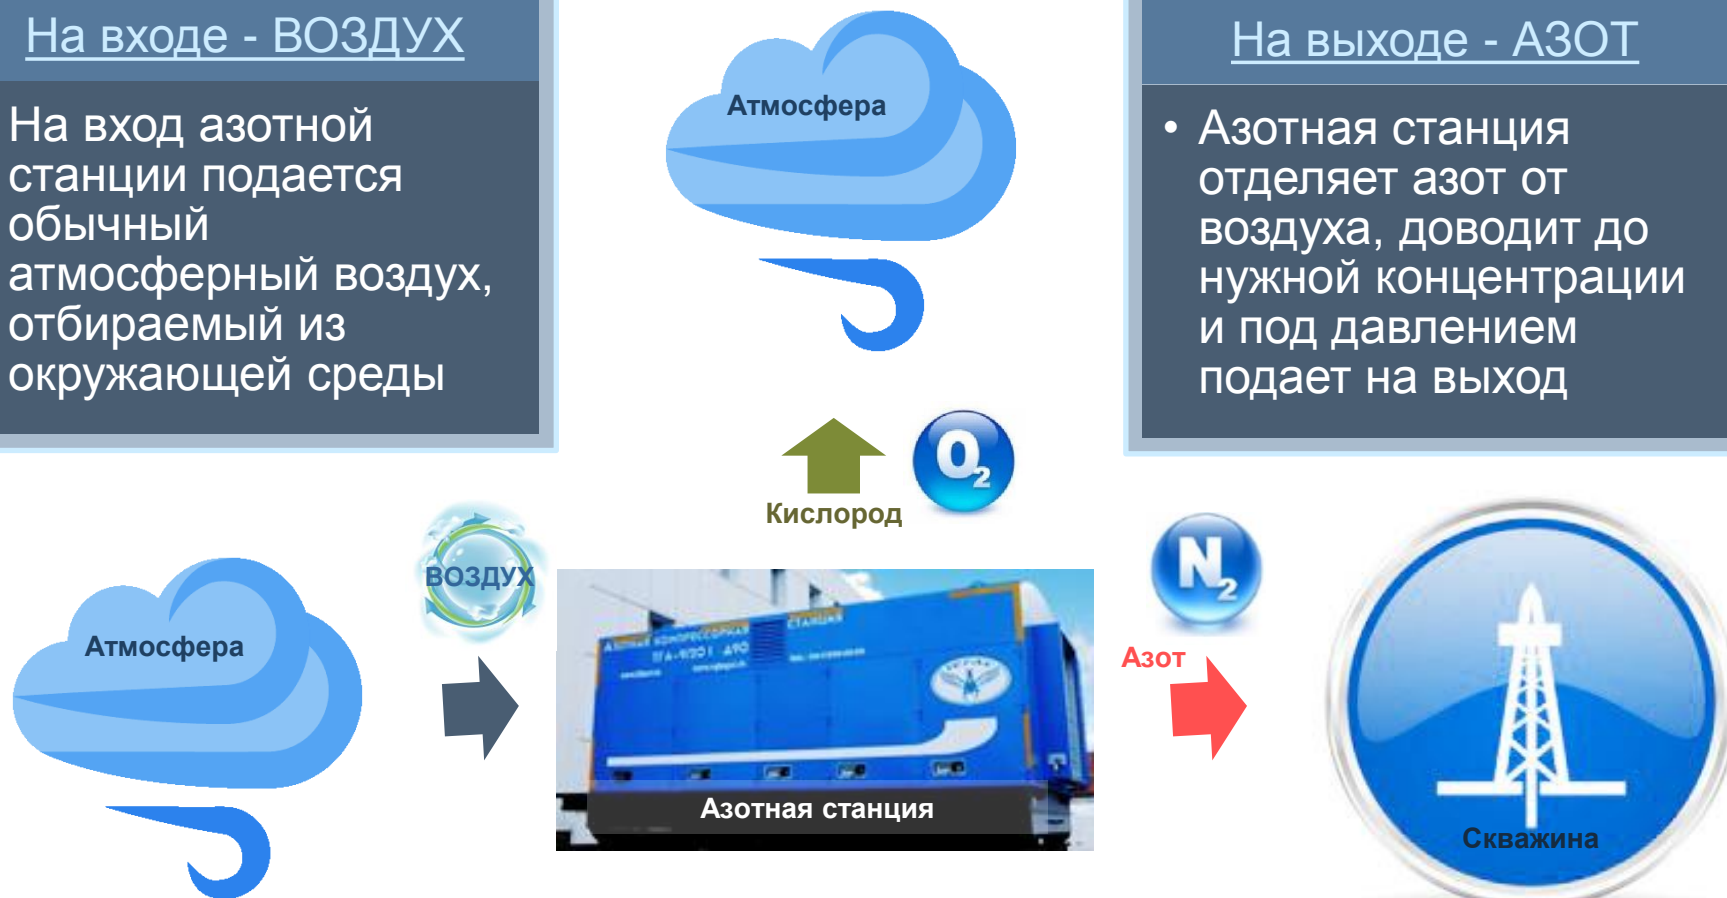 На входе - ВОЗДУХ
На вход азотной
станции подается
обычный
атмосферный воздух,
отбираемый из
окружающей среды
Атмосфера
На выходе - АЗОТ
• Азотная станция
отделяет азот от
воздуха, доводит до
нужной концентрации
и под давлением
подает на выход
O₂
Кислород
ВОЗДУХ
Атмосфера
КОМПРЕССОРНАЯ СТАНЦИЯ
Азотная станция
N₂
Азот
Скважина